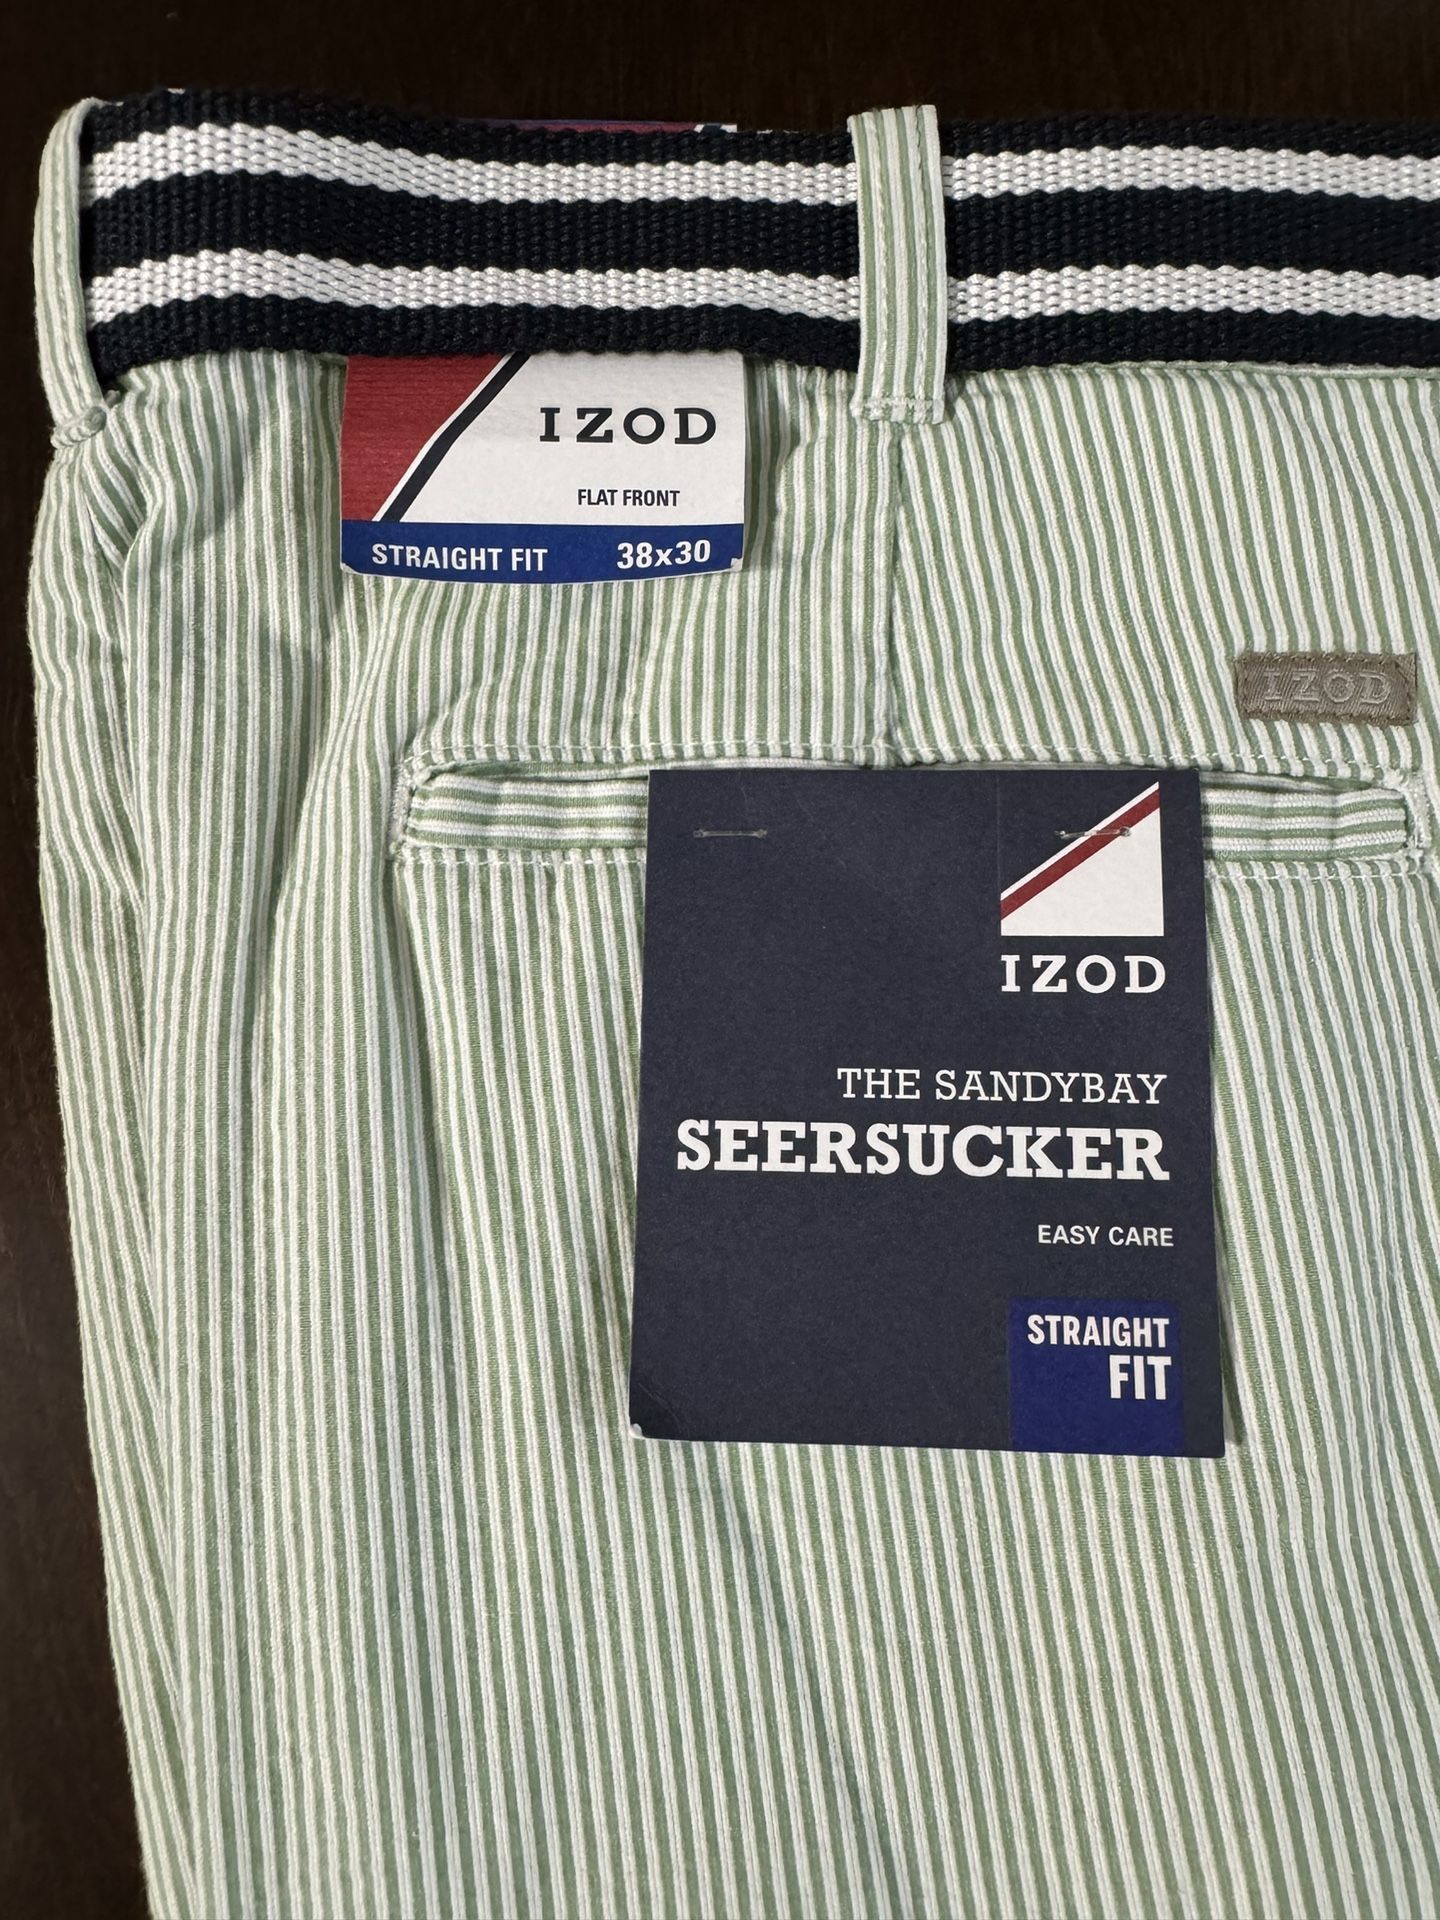 IZOD
FLAT FRONT
STRAIGHT FIT 38x30
IZOD
IZOD
THE SANDYBAY
SEERSUCKER
EASY CARE
STRAIGHT
FIT